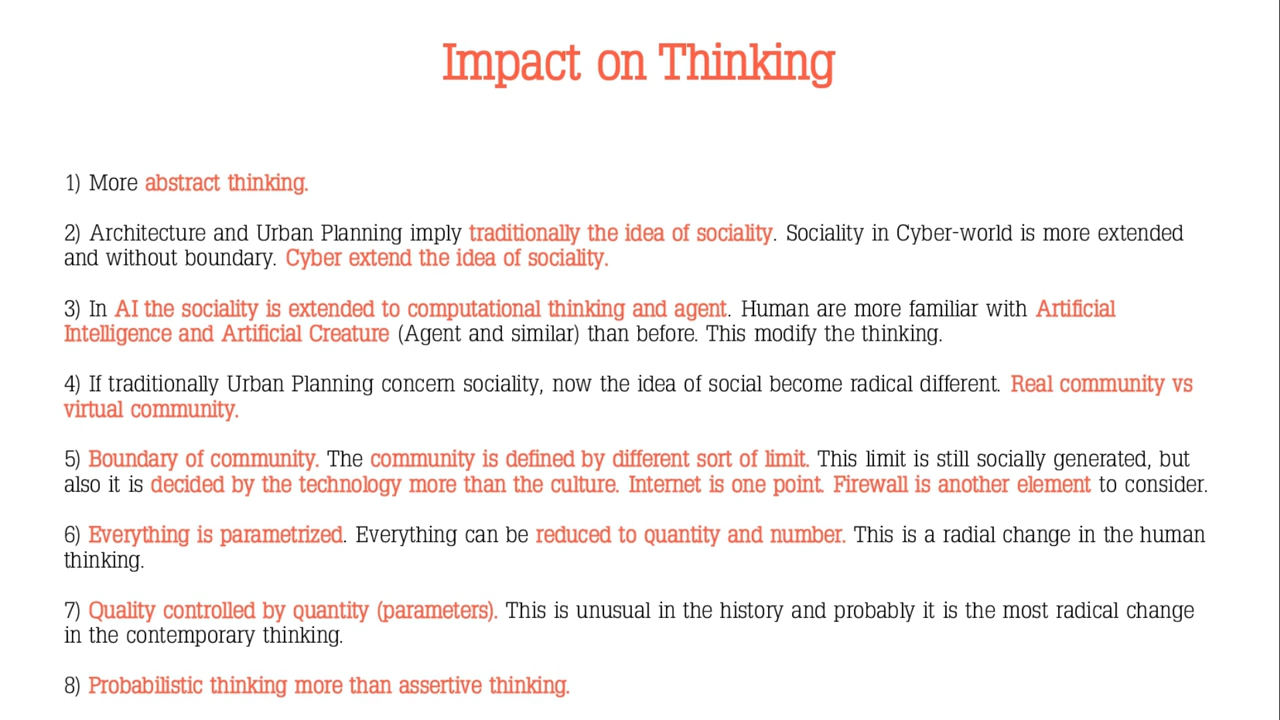 Impact on Thinking
1) More abstract thinking.
2) Architecture and Urban Planning imply traditionally the idea of sociality. Sociality in Cyber-world is more extended
and without boundary. Cyber extend the idea of sociality.
3) In AI the sociality is extended to computational thinking and agent. Human are more familiar with Artificial
Intelligence and Artificial Creature (Agent and similar) than before. This modify the thinking.
4) If traditionally Urban Planning concern sociality, now the idea of social become radical different. Real community vs
virtual community.
5) Boundary of community. The community is defined by different sort of limit. This limit is still socially generated, but
also it is decided by the technology more than the culture. Internet is one point. Firewall is another element to consider.
6) Everything is parametrized. Everything can be reduced to quantity and number. This is a radial change in the human
thinking.
7) Quality controlled by quantity (parameters). This is unusual in the history and probably it is the most radical change
in the contemporary thinking.
8) Probabilistic thinking more than assertive thinking.